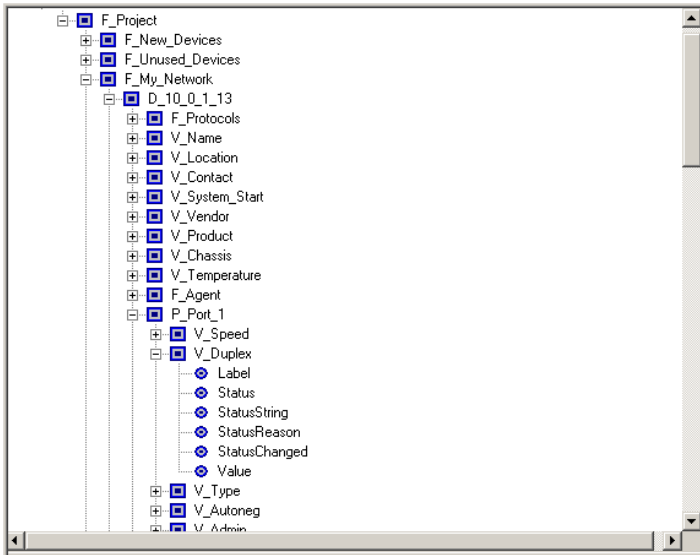 F_Project
F_New_Devices
F_Unused_Devices
F_My_Network
D_10_0_1_13
F_Protocols
V_Name
V_Location
V_Contact
V_System_Start
V_Vendor
V_Product
V_Chassis
V_Temperature
F_Agent
P_Port_1
V_Speed
V_Duplex
Label
Status
StatusString
StatusReason
StatusChanged
Value
V_Type
V_Autoneg
V_Admin